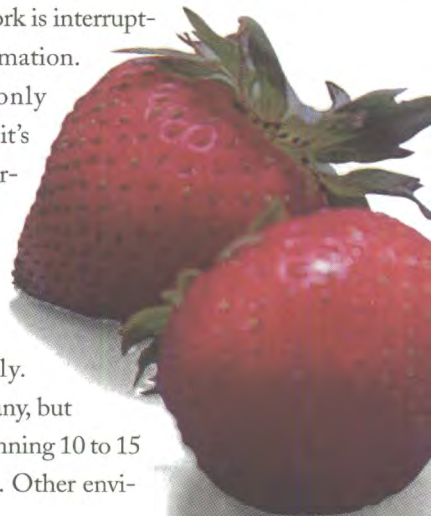 ork is interrupt-
mation.
only
it's
r-
ly.
any, but
nning 10 to 15
. Other envi-